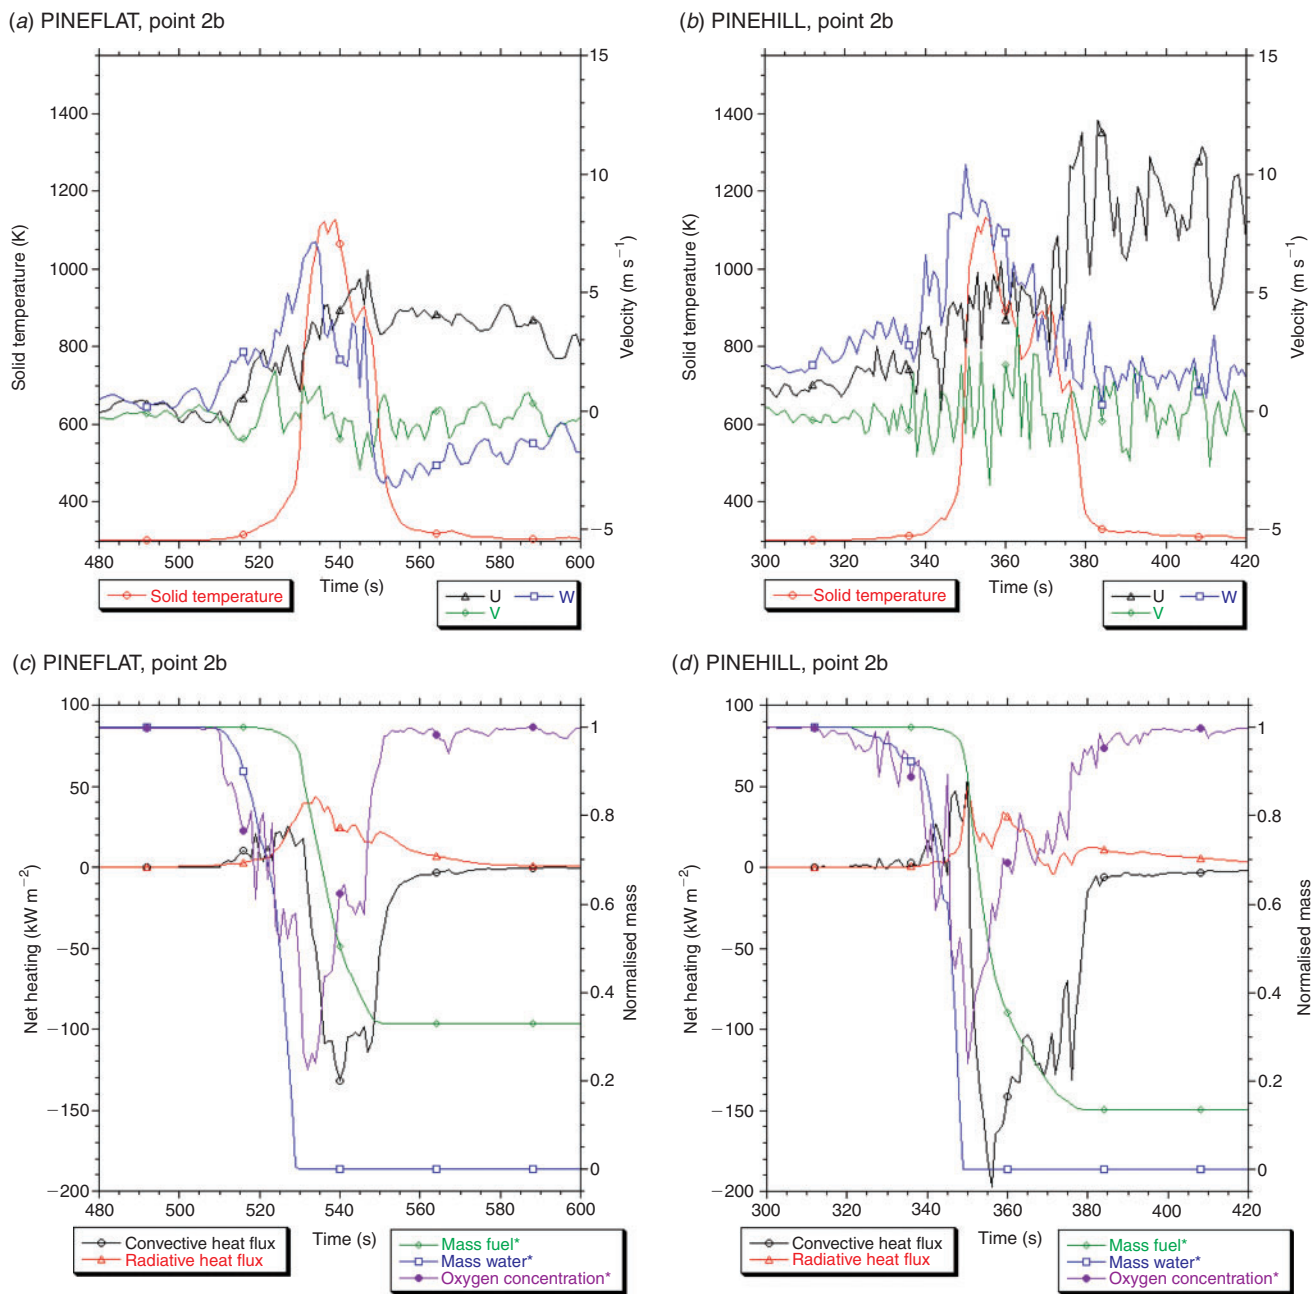 (a) PINEFLAT, point 2b
(b) PINEHILL, point 2b
15
1400
1200
10
1000
5
800
600
0
400
−5
Solid temperature (K)
Velocity (m s⁻¹)
480 500 520 540 560 580 600
Time (s)
Solid temperature
U W
V
15
1400
1200
10
1000
5
800
600
0
400
−5
Solid temperature (K)
Velocity (m s⁻¹)
300 320 340 360 380 400 420
Time (s)
Solid temperature
U W
V
(c) PINEFLAT, point 2b
(d) PINEHILL, point 2b
100
1
50
0.8
0
0.6
−50
0.4
−100
0.2
−150
0
−200
Net heating (kW m⁻²)
Normalised mass
480 500 520 540 560 580 600
Time (s)
Convective heat flux
Radiative heat flux
Mass fuel*
Mass water*
Oxygen concentration*
100
1
50
0.8
0
0.6
−50
0.4
−100
0.2
−150
0
−200
Net heating (kW m⁻²)
Normalised mass
300 320 340 360 380 400 420
Time (s)
Convective heat flux
Radiative heat flux
Mass fuel*
Mass water*
Oxygen concentration*